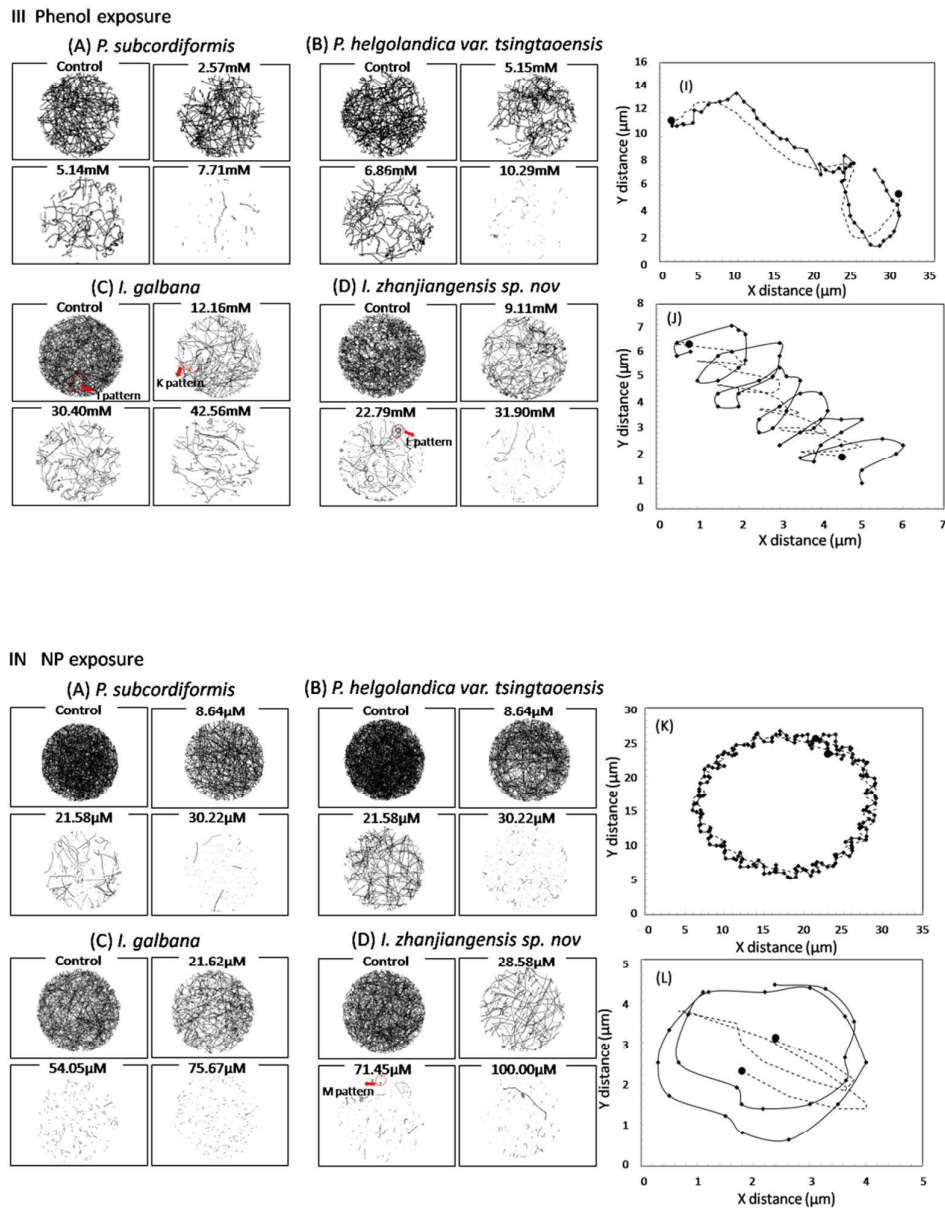 III Phenol exposure
(A) P. subcordiformis
(B) P. helgolandica var. tsingtaoensis
Control
2.57mM
Control
5.15mM
5.14mM
7.71mM
6.86mM
10.29mM
(I)
Y distance (μm)
16
14
12
10
8
6
4
2
0
0 5 10 15 20 25 30 35
X distance (μm)
(C) I. galbana
(D) I. zhanjiangensis sp. nov
Control
12.16mM
Control
9.11mM
K pattern
30.40mM
42.56mM
22.79mM
31.90mM
pattern
(J)
Y distance (μm)
8
7
6
5
4
3
2
1
0
0 1 2 3 4 5 6 7
X distance (μm)
IN NP exposure
(A) P. subcordiformis
(B) P. helgolandica var. tsingtaoensis
Control
8.64μM
Control
8.64μM
21.58μM
30.22μM
21.58μM
30.22μM
(K)
Y distance (μm)
30
25
20
15
10
5
0
0 5 10 15 20 25 30 35
X distance (μm)
(C) I. galbana
(D) I. zhanjiangensis sp. nov
Control
21.62μM
Control
28.58μM
54.05μM
75.67μM
71.45μM
100.00μM
M pattern
(L)
Y distance (μm)
5
4
3
2
1
0
0 1 2 3 4 5
X distance (μm)